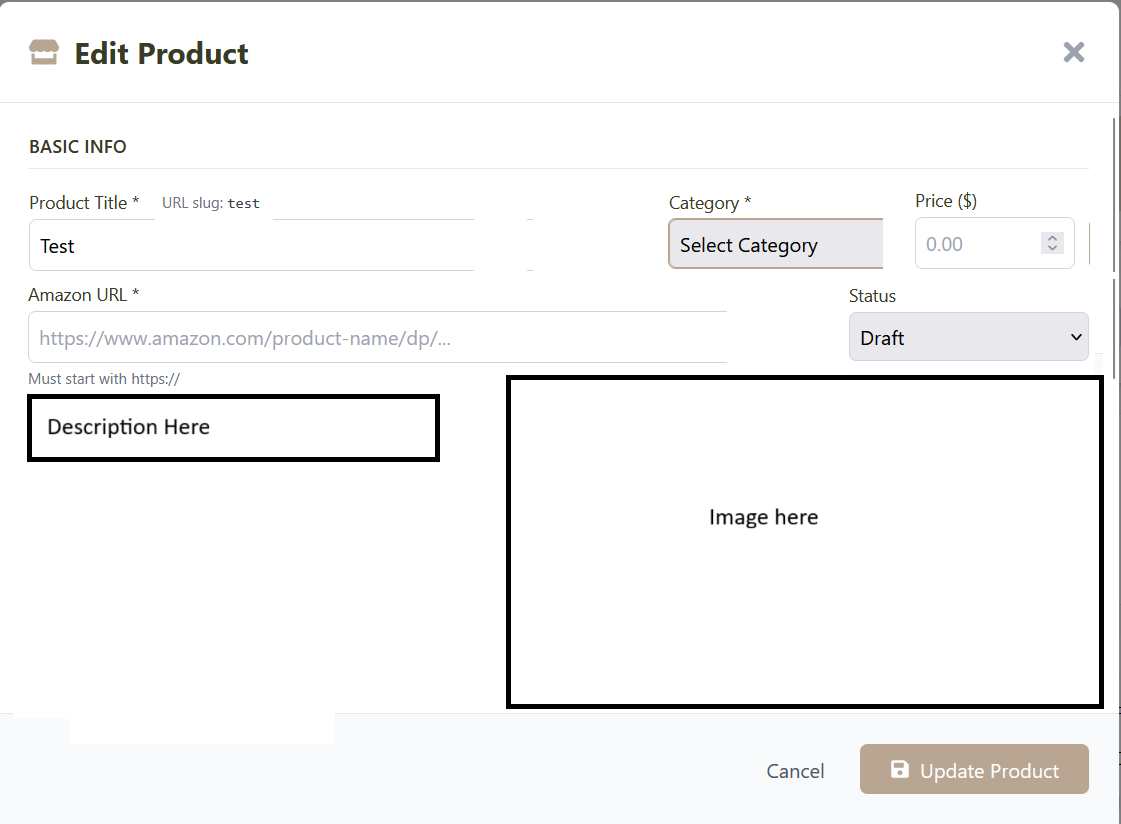 Edit Product
BASIC INFO
Product Title * URL slug: test Category * Price ($)
Test Select Category 0.00
Amazon URL * Status
https://www.amazon.com/product-name/dp/... Draft
Must start with https://
Description Here
Image here
Cancel Update Product